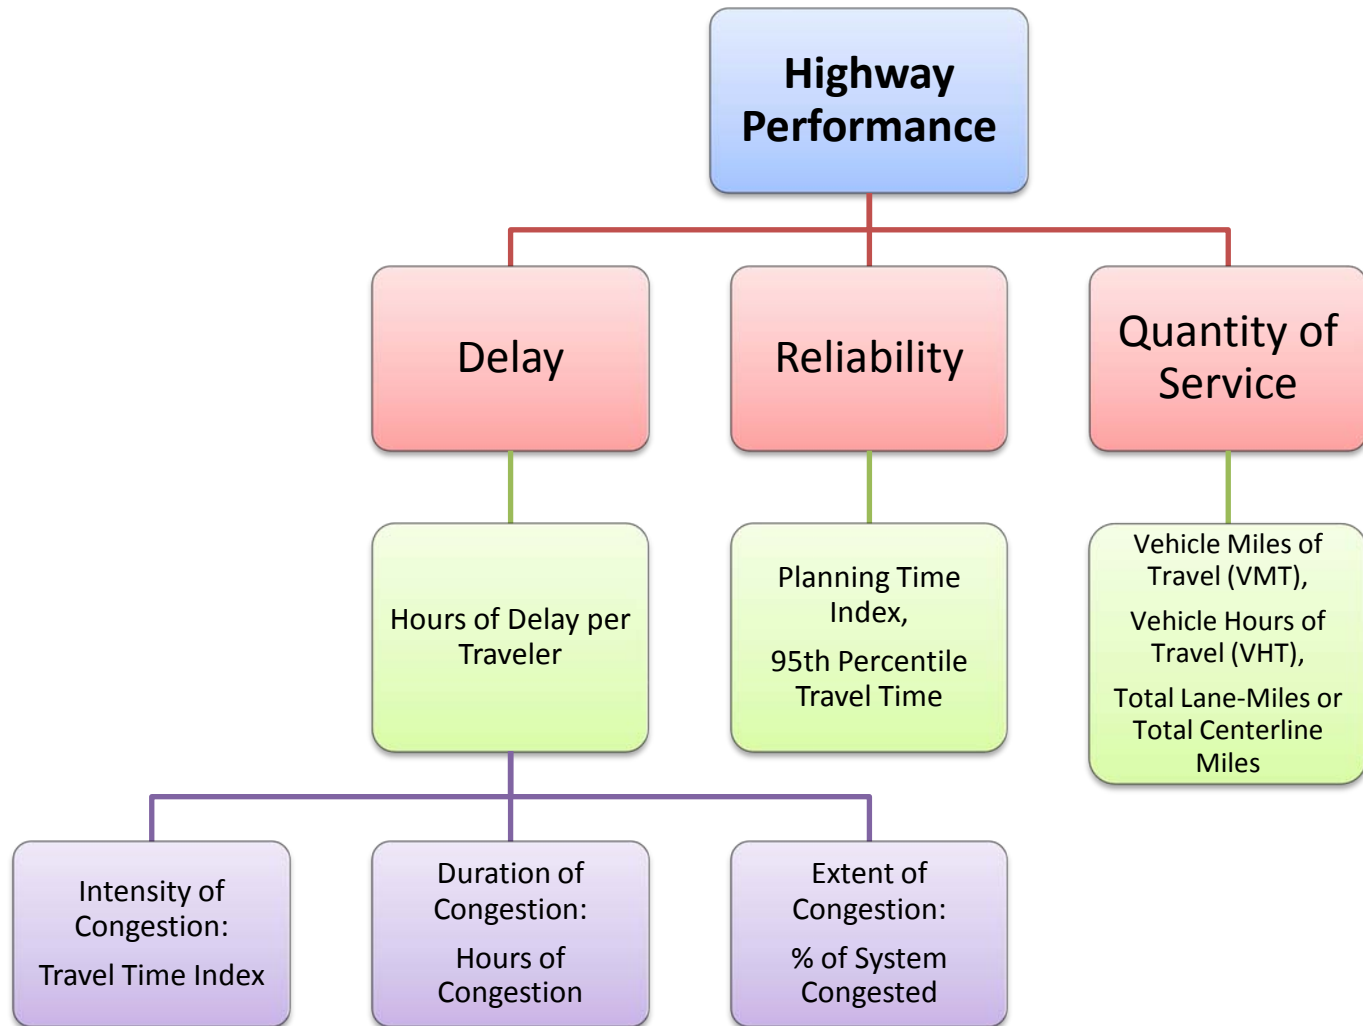 Highway
Performance
Delay
Reliability
Quantity of
Service
Hours of Delay per
Traveler
Planning Time
Index,
95th Percentile
Travel Time
Vehicle Miles of
Travel (VMT),
Vehicle Hours of
Travel (VHT),
Total Lane-Miles or
Total Centerline
Miles
Intensity of
Congestion:
Travel Time Index
Duration of
Congestion:
Hours of
Congestion
Extent of
Congestion:
% of System
Congested